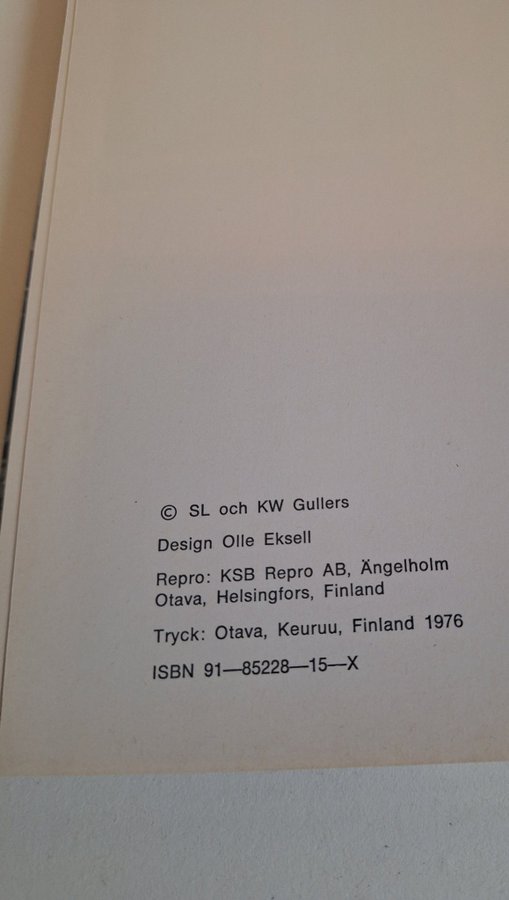 © SL och KW Gullers
Design Olle Eksell
Repro: KSB Repro AB, Ängelholm
Otava, Helsingfors, Finland
Tryck: Otava, Keuruu, Finland 1976
ISBN 91—85228—15—X